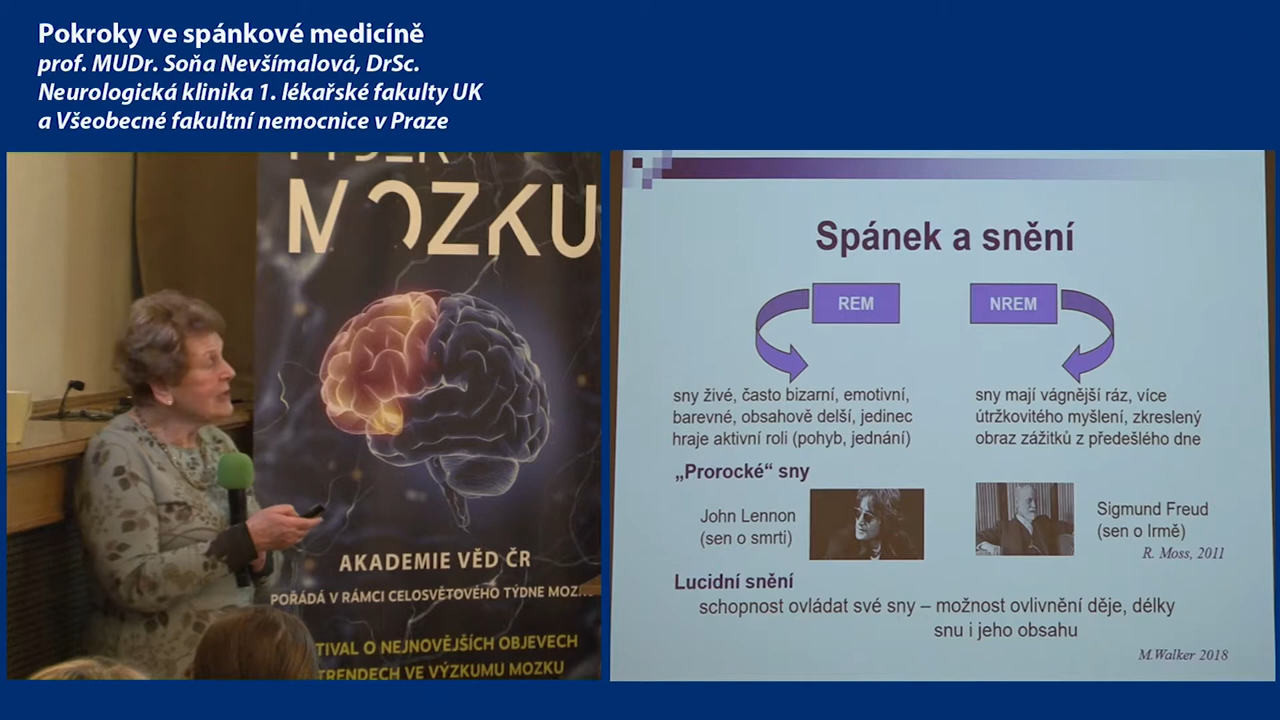 Pokroky ve spánkové medicíně
prof. MUDr. Soňa Nevšímalová, DrSc.
Neurologická klinika 1. lékařské fakulty UK
a Všeobecné fakultní nemocnice v Praze
MOZKU
AKADEMIE VĚD ČR
POŘÁDÁ V RÁMCI CELOSVĚTOVÉHO TÝDNE
TIVAL O NEJNOVĚJŠÍCH OBJEVECH
TRENDECH VE VÝZKUMU MOZKU
Spánek a snění
REM
NREM
sny živé, často bizarní, emotivní,
barevné, obsahově delší, jedinec
hraje aktivní roli (pohyb, jednání)
sny mají vágnější ráz, více
útržkovitého myšlení, zkreslený
obraz zážitků z předešlého dne
„Prorocké“ sny
John Lennon
(sen o smrti)
Sigmund Freud
(sen o Irmě)
R. Moss, 2011
Lucidní snění
schopnost ovládat své sny – možnost ovlivnění děje, délky
snu i jeho obsahu
M.Walker 2018